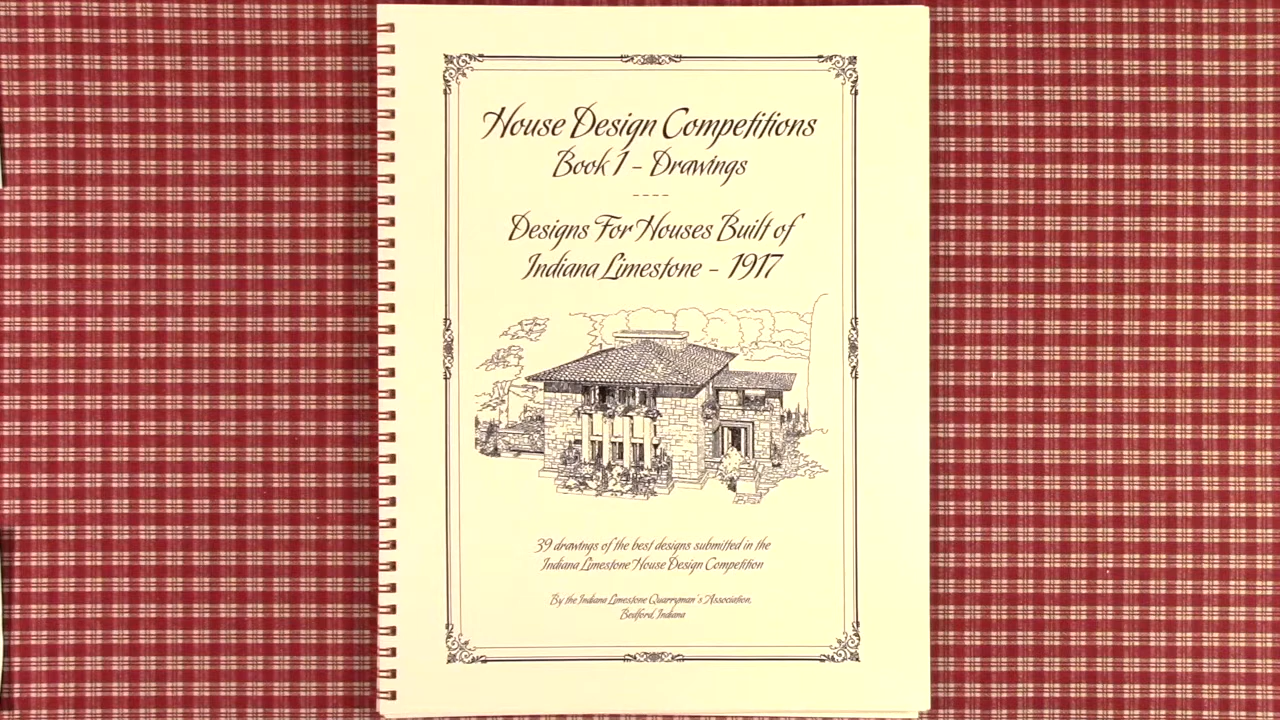 House Design Competitions
Book 1 - Drawings
----
Designs For Houses Built of
Indiana Limestone - 1917
39 drawings of the best designs submitted in the
Indiana Limestone House Design Competition
By the Indiana Limestone Quarryman's Association,
Bedford, Indiana